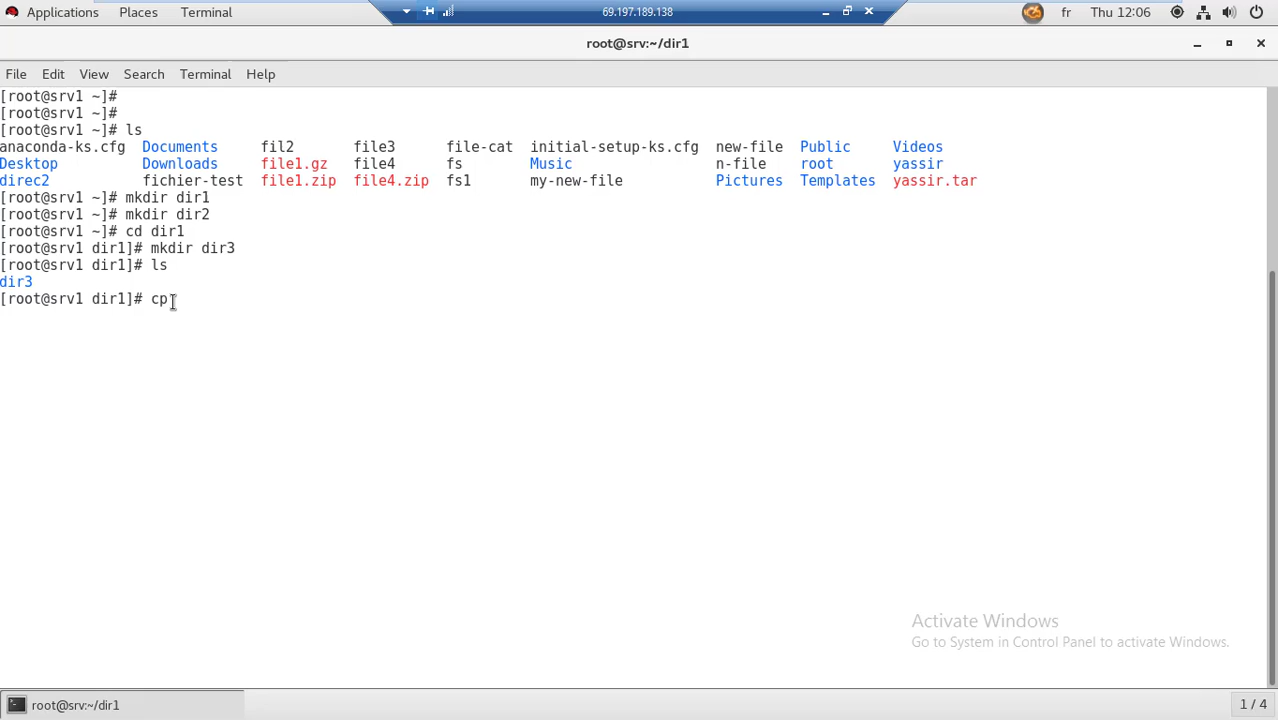 Applications Places Terminal 69.197.189.138 fr Thu 12:06
root@srv:~/dir1
File Edit View Search Terminal Help
[root@srv1 ~]#
[root@srv1 ~]#
[root@srv1 ~]# ls
anaconda-ks.cfg Documents fil2 file3 file-cat initial-setup-ks.cfg new-file Public Videos
Desktop Downloads file1.gz file4 fs Music n-file root yassir
direc2 fichier-test file1.zip file4.zip fs1 my-new-file Pictures Templates yassir.tar
[root@srv1 ~]# mkdir dir1
[root@srv1 ~]# mkdir dir2
[root@srv1 ~]# cd dir1
[root@srv1 dir1]# mkdir dir3
[root@srv1 dir1]# ls
dir3
[root@srv1 dir1]# cp
Activate Windows
Go to System in Control Panel to activate Windows.
root@srv:~/dir1 1 / 4